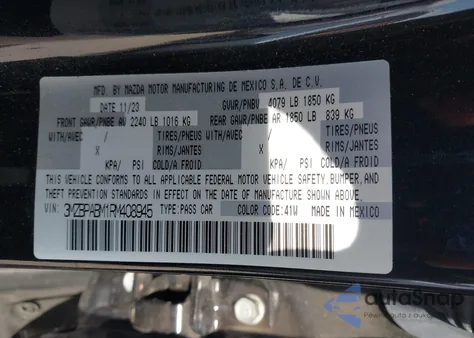 MFD. BY MAZDA MOTOR MANUFACTURING DE MEXICO S.A. DE C.V.
DATE 11/23 GVWR/PNBV 4079 LB 1850 KG
FRONT GAWR/PNBE AV 2240 LB 1016 KG REAR GAWR/PNBE AR 1850 LB 839 KG
WITH/AVEC / TIRES/PNEUS WITH/AVEC / TIRES/PNEUS
X RIMS/JANTES X RIMS/JANTES
KPA/ PSI COLD/A FROID KPA/ PSI COLD/A FROID
THIS VEHICLE CONFORMS TO ALL APPLICABLE FEDERAL MOTOR VEHICLE SAFETY, BUMPER, AND
THEFT PREVENTION STANDARDS IN EFFECT ON THE DATE OF MANUFACTURE SHOWN ABOVE.
VIN: 3MZBPABM1RM408945 TYPE:PASS CAR COLOR CODE:41W MADE IN MEXICO
autaSnap